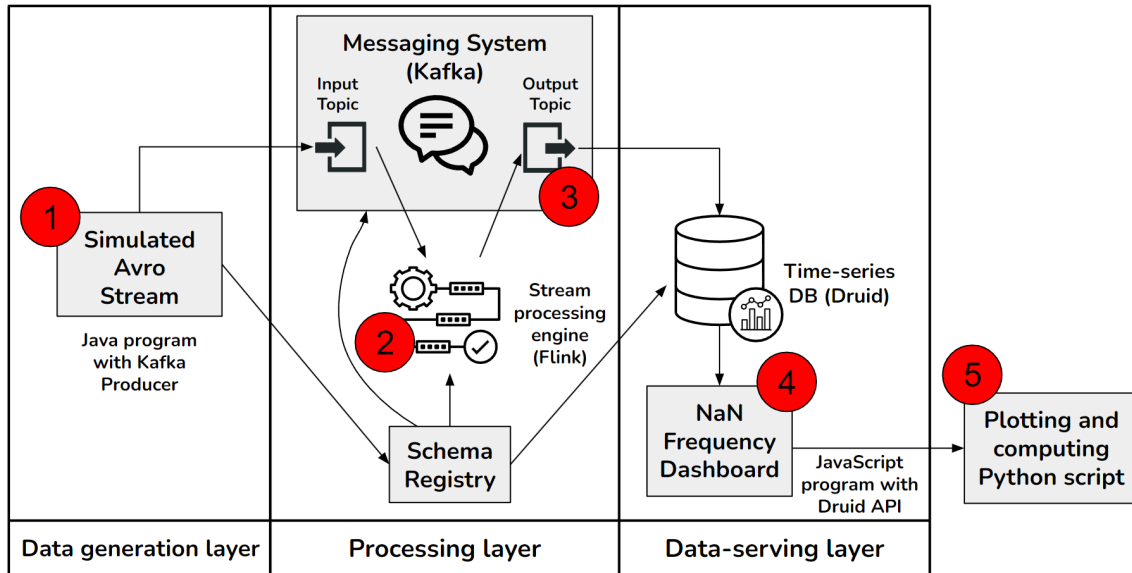 Messaging System
(Kafka)
Input
Topic
Output
Topic
1
Simulated
Avro
Stream
Java program
with Kafka
Producer
3
2
Stream
processing
engine
(Flink)
Schema
Registry
Time-series
DB (Druid)
4
NaN
Frequency
Dashboard
JavaScript
program with
Druid API
5
Plotting and
computing
Python script
Data generation layer
Processing layer
Data-serving layer